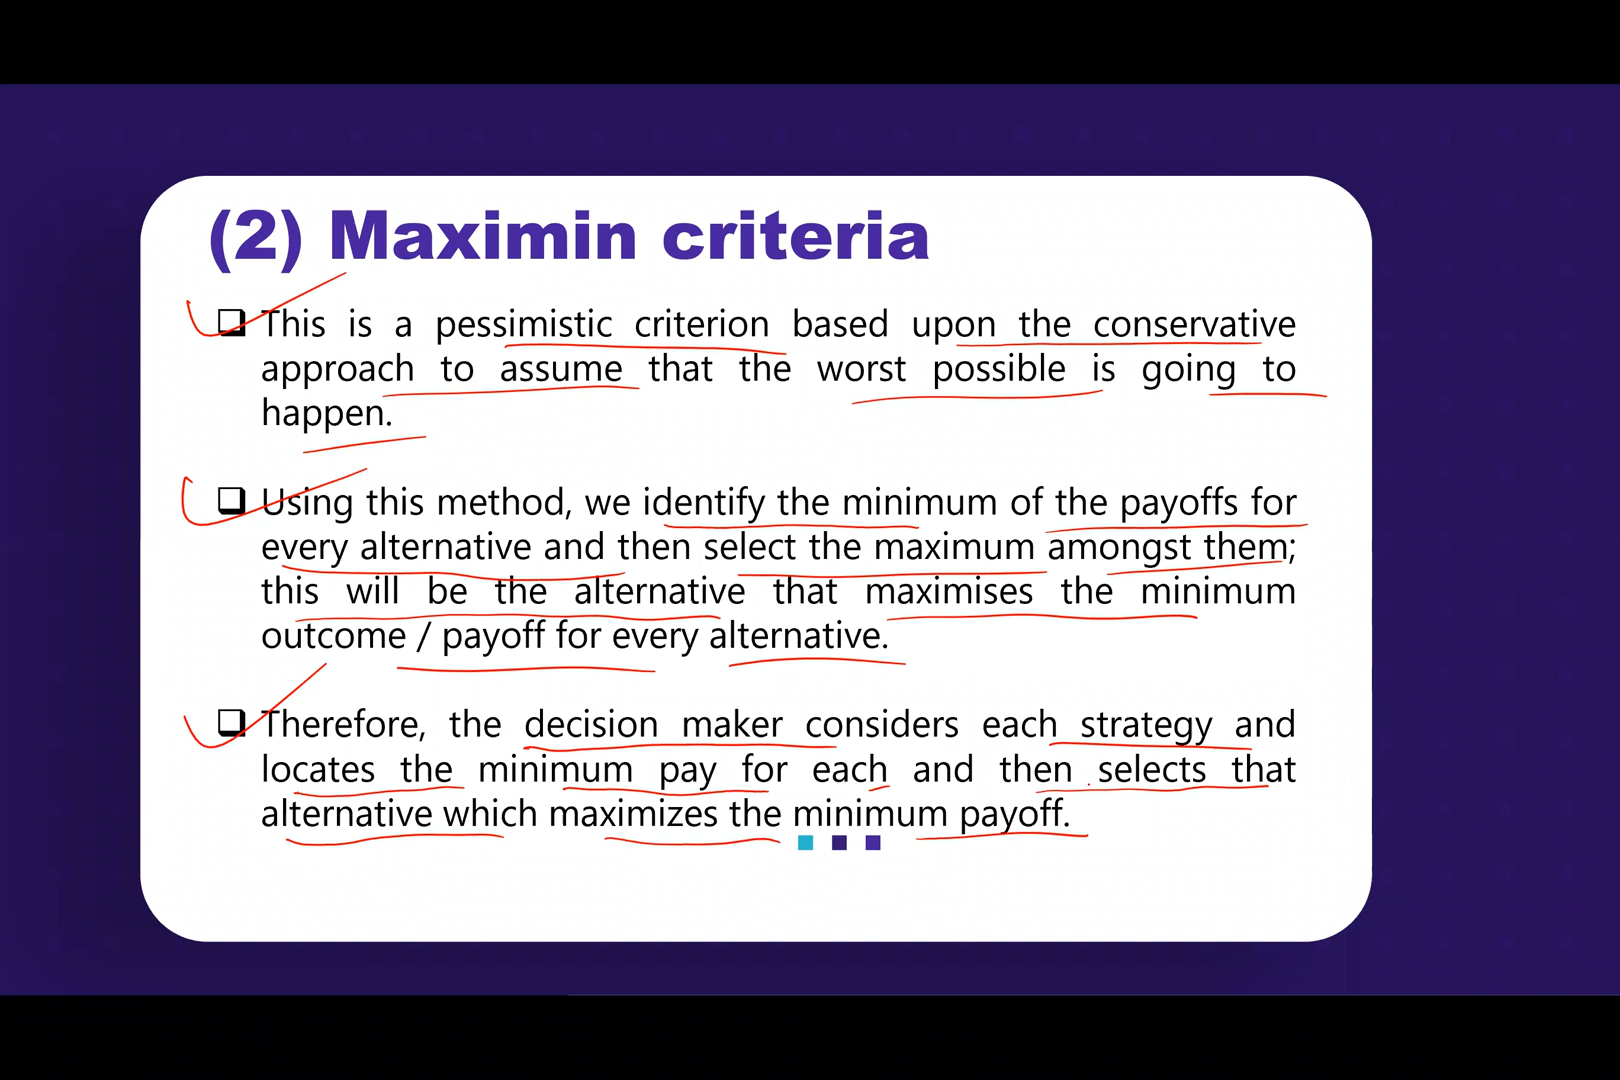 (2) Maximin criteria
❑ This is a pessimistic criterion based upon the conservative
approach to assume that the worst possible is going to
happen.
❑ Using this method, we identify the minimum of the payoffs for
every alternative and then select the maximum amongst them;
this will be the alternative that maximises the minimum
outcome / payoff for every alternative.
❑ Therefore, the decision maker considers each strategy and
locates the minimum pay for each and then selects that
alternative which maximizes the minimum payoff.